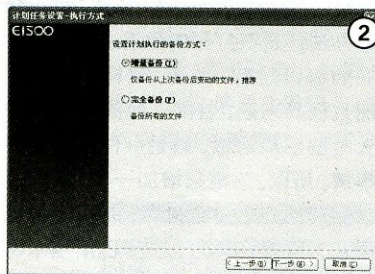 计划任务设置-执行方式
EISOO
②
设置计划执行的备份方式:
增量备份(I)
仅备份从上次备份后变动的文件,推荐
完全备份(F)
备份所有的文件
<上一步(B) 下一步(N)> 取消(C)